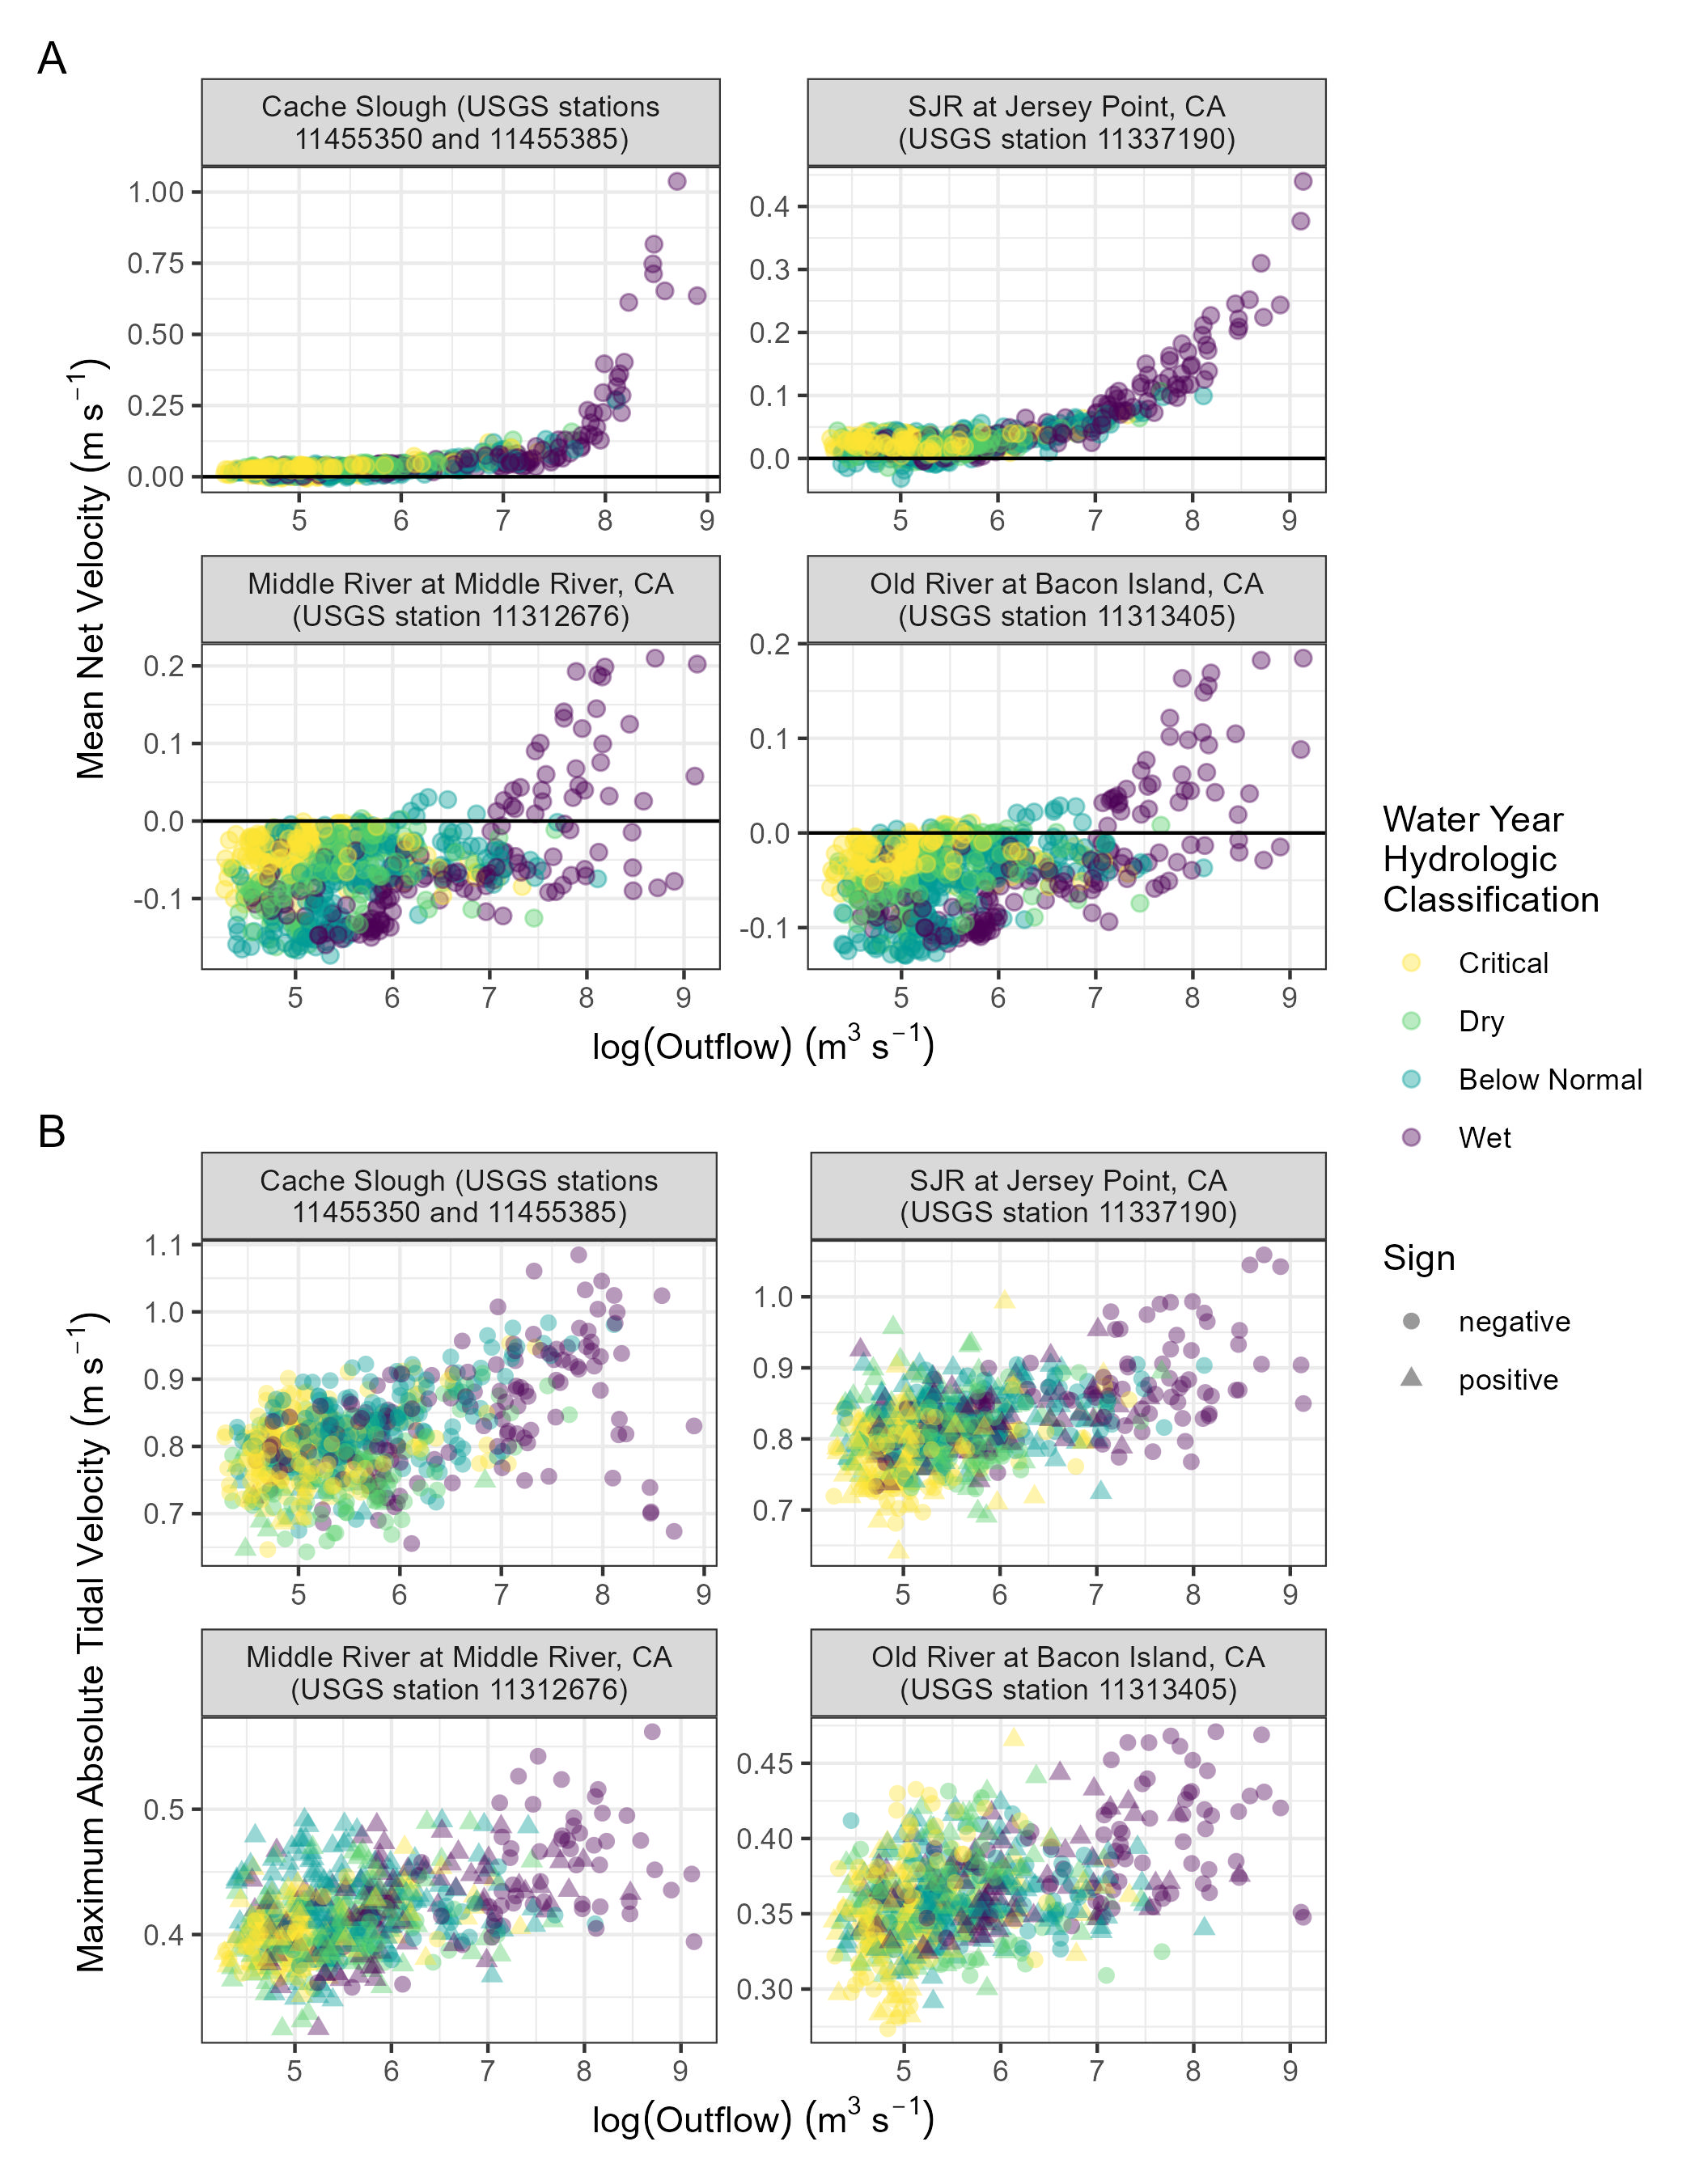 A
Cache Slough (USGS stations
11455350 and 11455385)
SJR at Jersey Point, CA
(USGS station 11337190)
1.00
0.75
0.50
0.25
0.00
0.4
0.3
0.2
0.1
0.0
5 6 7 8 9
5 6 7 8 9
Mean Net Velocity (m s⁻¹)
Middle River at Middle River, CA
(USGS station 11312676)
Old River at Bacon Island, CA
(USGS station 11313405)
0.2
0.1
0.0
-0.1
0.2
0.1
0.0
-0.1
5 6 7 8 9
5 6 7 8 9
log(Outflow) (m³ s⁻¹)
Water Year
Hydrologic
Classification
Critical
Dry
Below Normal
Wet
Sign
negative
positive
B
Cache Slough (USGS stations
11455350 and 11455385)
SJR at Jersey Point, CA
(USGS station 11337190)
1.1
1.0
0.9
0.8
0.7
1.0
0.9
0.8
0.7
5 6 7 8 9
5 6 7 8 9
Maximum Absolute Tidal Velocity (m s⁻¹)
Middle River at Middle River, CA
(USGS station 11312676)
Old River at Bacon Island, CA
(USGS station 11313405)
0.5
0.4
0.45
0.40
0.35
0.30
5 6 7 8 9
5 6 7 8 9
log(Outflow) (m³ s⁻¹)